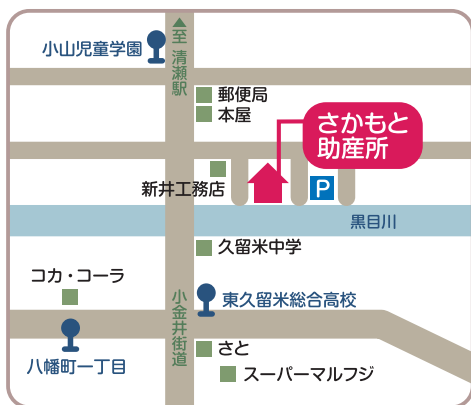 ▲至 清瀬駅
小山児童学園
郵便局
本屋
さかもと
助産所
新井工務店
P
黒目川
久留米中学
コカ・コーラ
小金井街道
東久留米総合高校
八幡町一丁目
さと
スーパーマルフジ